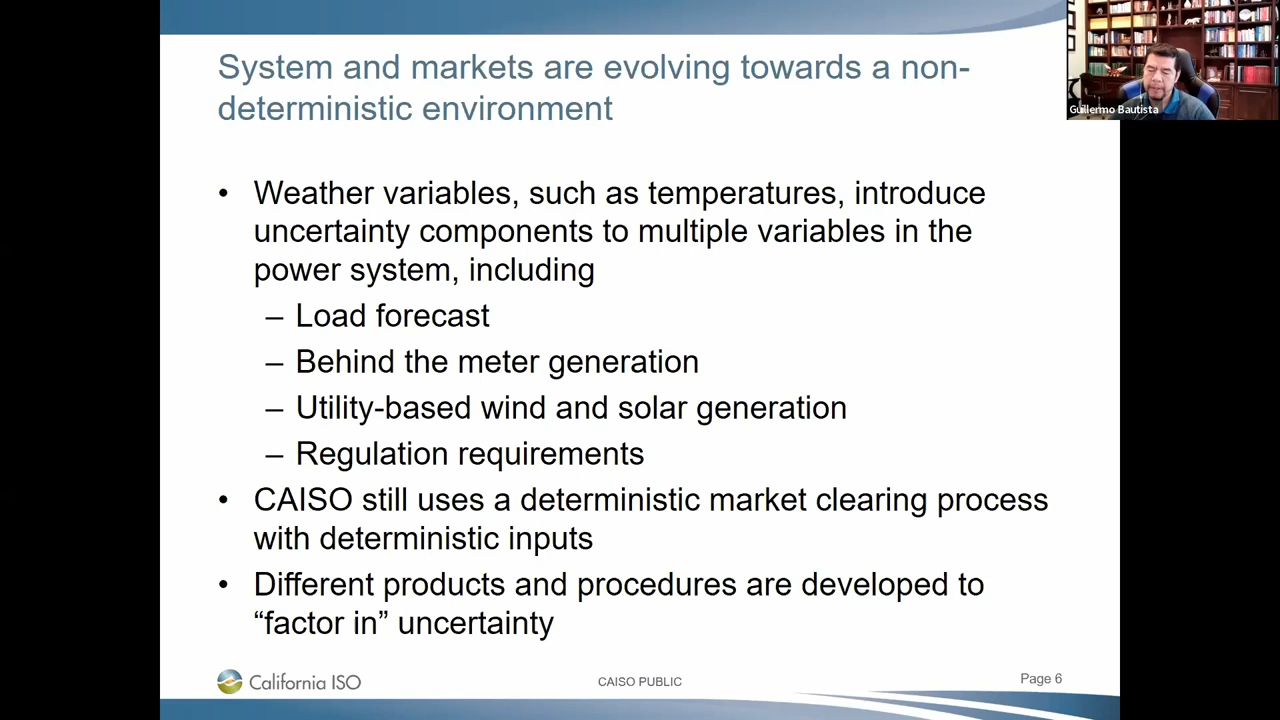 System and markets are evolving towards a non-
deterministic environment
Guillermo Bautista
• Weather variables, such as temperatures, introduce
uncertainty components to multiple variables in the
power system, including
– Load forecast
– Behind the meter generation
– Utility-based wind and solar generation
– Regulation requirements
• CAISO still uses a deterministic market clearing process
with deterministic inputs
• Different products and procedures are developed to
“factor in” uncertainty
California ISO
CAISO PUBLIC
Page 6